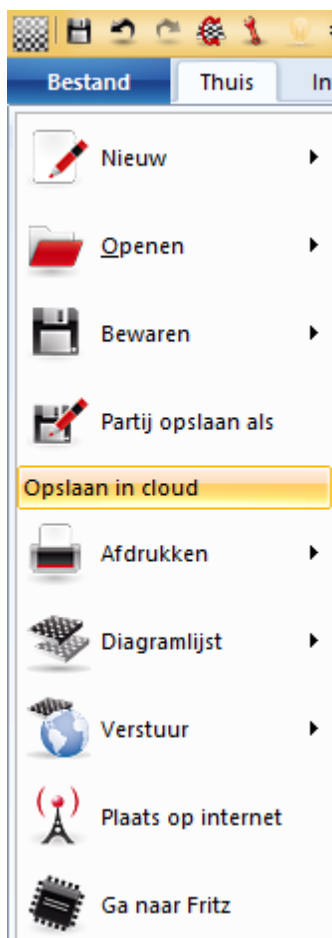 Bestand Thuis In
Nieuw
Openen
Bewaren
Partij opslaan als
Opslaan in cloud
Afdrukken
Diagramlijst
Verstuur
Plaats op internet
Ga naar Fritz